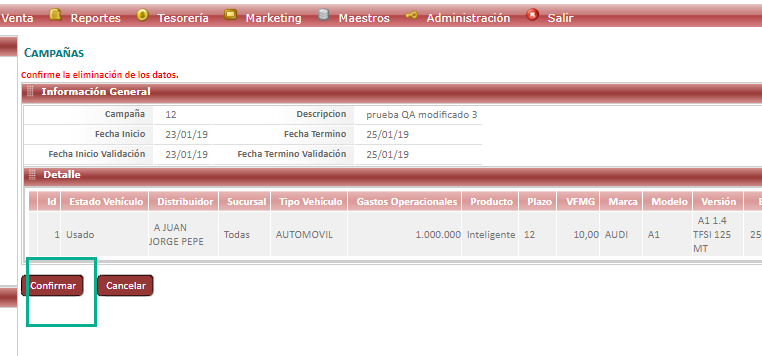 Venta Reportes Tesorería Marketing Maestros Administración Salir
CAMPAÑAS
Confirme la eliminación de los datos.
Información General
Campaña 12 Descripcion prueba QA modificado 3
Fecha Inicio 23/01/19 Fecha Termino 25/01/19
Fecha Inicio Validación 23/01/19 Fecha Termino Validación 25/01/19
Detalle
Id Estado Vehículo Distribuidor Sucursal Tipo Vehículo Gastos Operacionales Producto Plazo VFMG Marca Modelo Versión
1 Usado A JUAN JORGE PEPE Todas AUTOMOVIL 1.000.000 Inteligente 12 10,00 AUDI A1 A1 1.4 TFSI 125 MT
Confirmar Cancelar